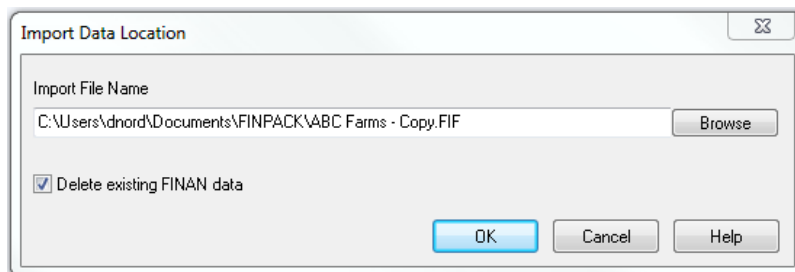 Import Data Location
Import File Name
C:\Users\dnord\Documents\FINPACK\ABC Farms - Copy.FIF
Browse
Delete existing FINAN data
OK Cancel Help